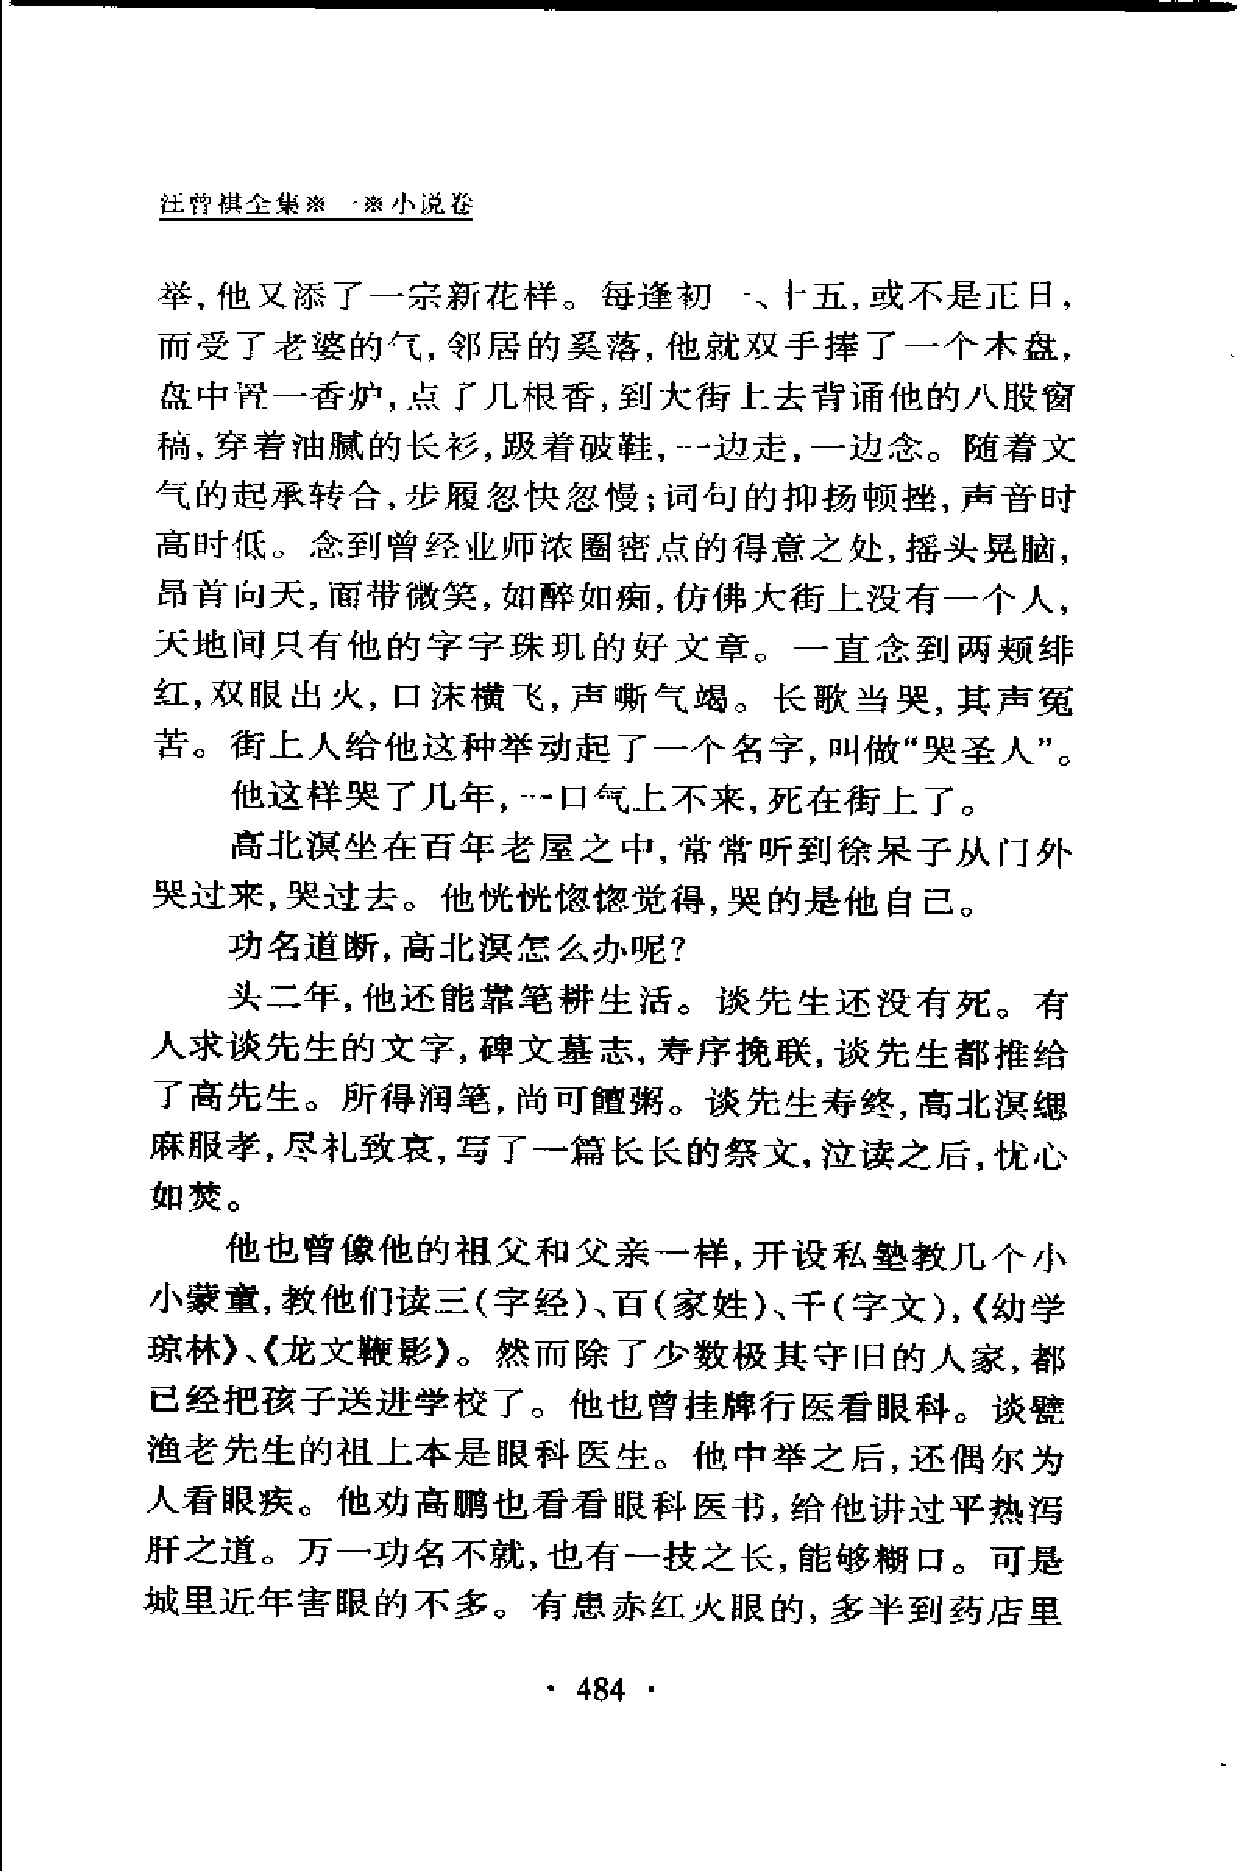 汪曾祺全集※一※小说卷
举,他又添了一宗新花样。每逢初一、十五,或不是正日,
而受了老婆的气,邻居的奚落,他就双手捧了一个木盘,
盘中置一香炉,点了几根香,到大街上去背诵他的八股窗
稿,穿着油腻的长衫,趿着破鞋,一边走,一边念。随着文
气的起承转合,步履忽快忽慢;词句的抑扬顿挫,声音时
高时低。念到曾经业师浓圈密点的得意之处,摇头晃脑,
昂首向天,面带微笑,如醉如痴,仿佛大街上没有一个人,
天地间只有他的字字珠玑的好文章。一直念到两颊绯
红,双眼出火,口沫横飞,声嘶气竭。长歌当哭,其声冤
苦。街上人给他这种举动起了一个名字,叫做“哭圣人”。
他这样哭了几年,一口气上不来,死在街上了。
高北溟坐在百年老屋之中,常常听到徐呆子从门外
哭过来,哭过去。他恍恍惚惚觉得,哭的是他自己。
功名道断,高北溟怎么办呢?
头二年,他还能靠笔耕生活。谈先生还没有死。有
人求谈先生的文字,碑文墓志,寿序挽联,谈先生都推给
了高先生。所得润笔,尚可饘粥。谈先生寿终,高北溟缌
麻服孝,尽礼致哀,写了一篇长长的祭文,泣读之后,忧心
如焚。
他也曾像他的祖父和父亲一样,开设私塾教几个小
小蒙童,教他们读三(字经)、百(家姓)、千(字文),《幼学
琼林》、《龙文鞭影》。然而除了少数极其守旧的人家,都
已经把孩子送进学校了。他也曾挂牌行医看眼科。谈甓
渔老先生的祖上本是眼科医生。他中举之后,还偶尔为
人看眼疾。他劝高鹏也看看眼科医书,给他讲过平热泻
肝之道。万一功名不就,也有一技之长,能够糊口。可是
城里近年害眼的不多。有患赤红火眼的,多半到药店里
· 484 ·